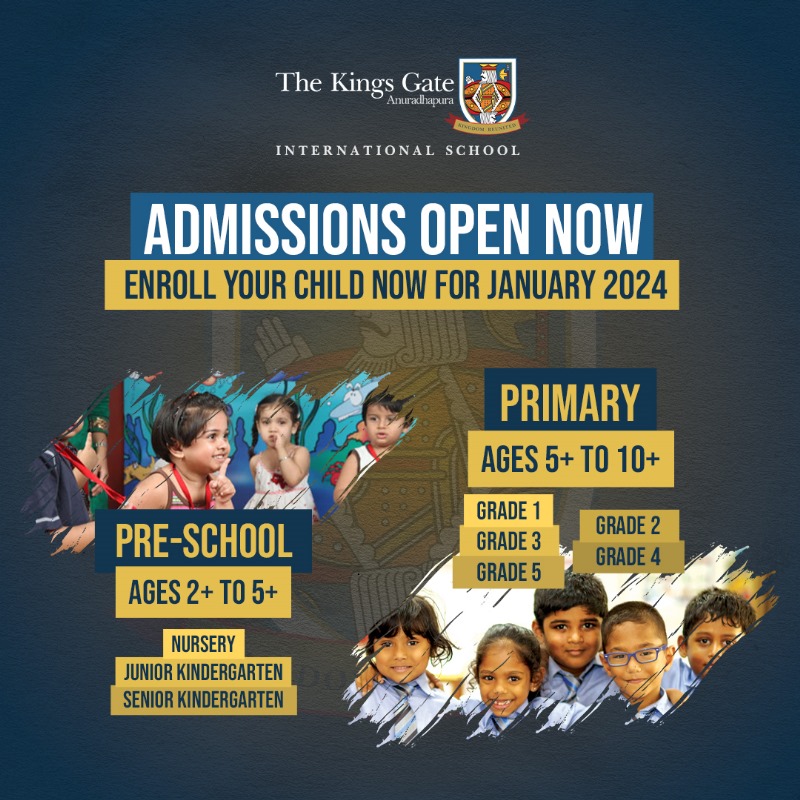 The Kings Gate
Anuradhapura
KINGDOM REUNITED
INTERNATIONAL SCHOOL
ADMISSIONS OPEN NOW
ENROLL YOUR CHILD NOW FOR JANUARY 2024
PRE-SCHOOL
AGES 2+ TO 5+
NURSERY
JUNIOR KINDERGARTEN
SENIOR KINDERGARTEN
PRIMARY
AGES 5+ TO 10+
GRADE 1
GRADE 2
GRADE 3
GRADE 4
GRADE 5